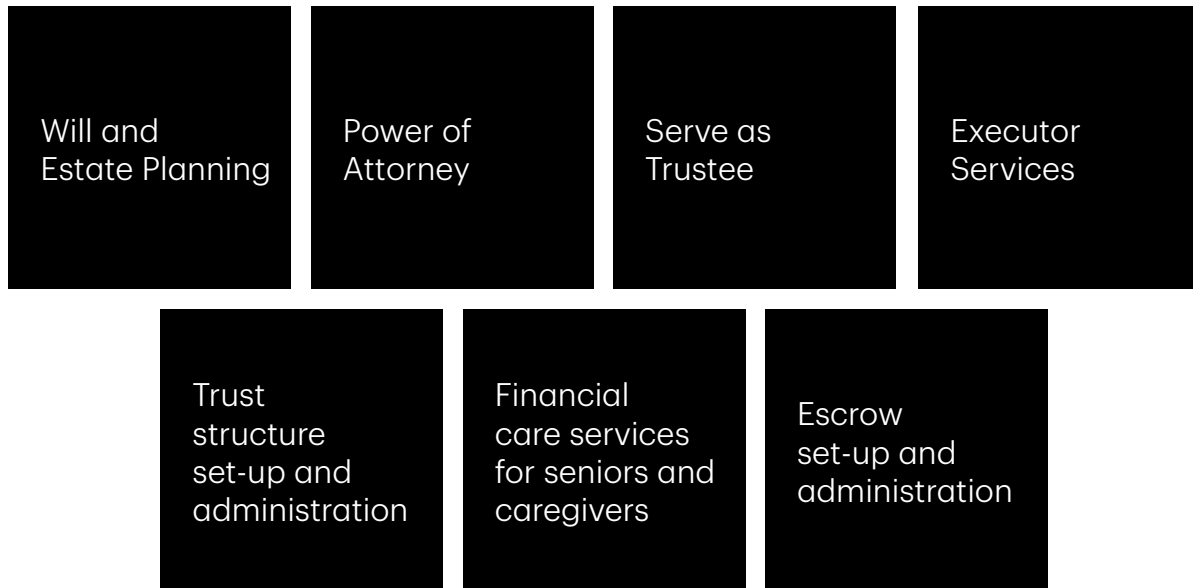 Will and
Estate Planning
Power of
Attorney
Serve as
Trustee
Executor
Services
Trust
structure
set-up and
administration
Financial
care services
for seniors and
caregivers
Escrow
set-up and
administration